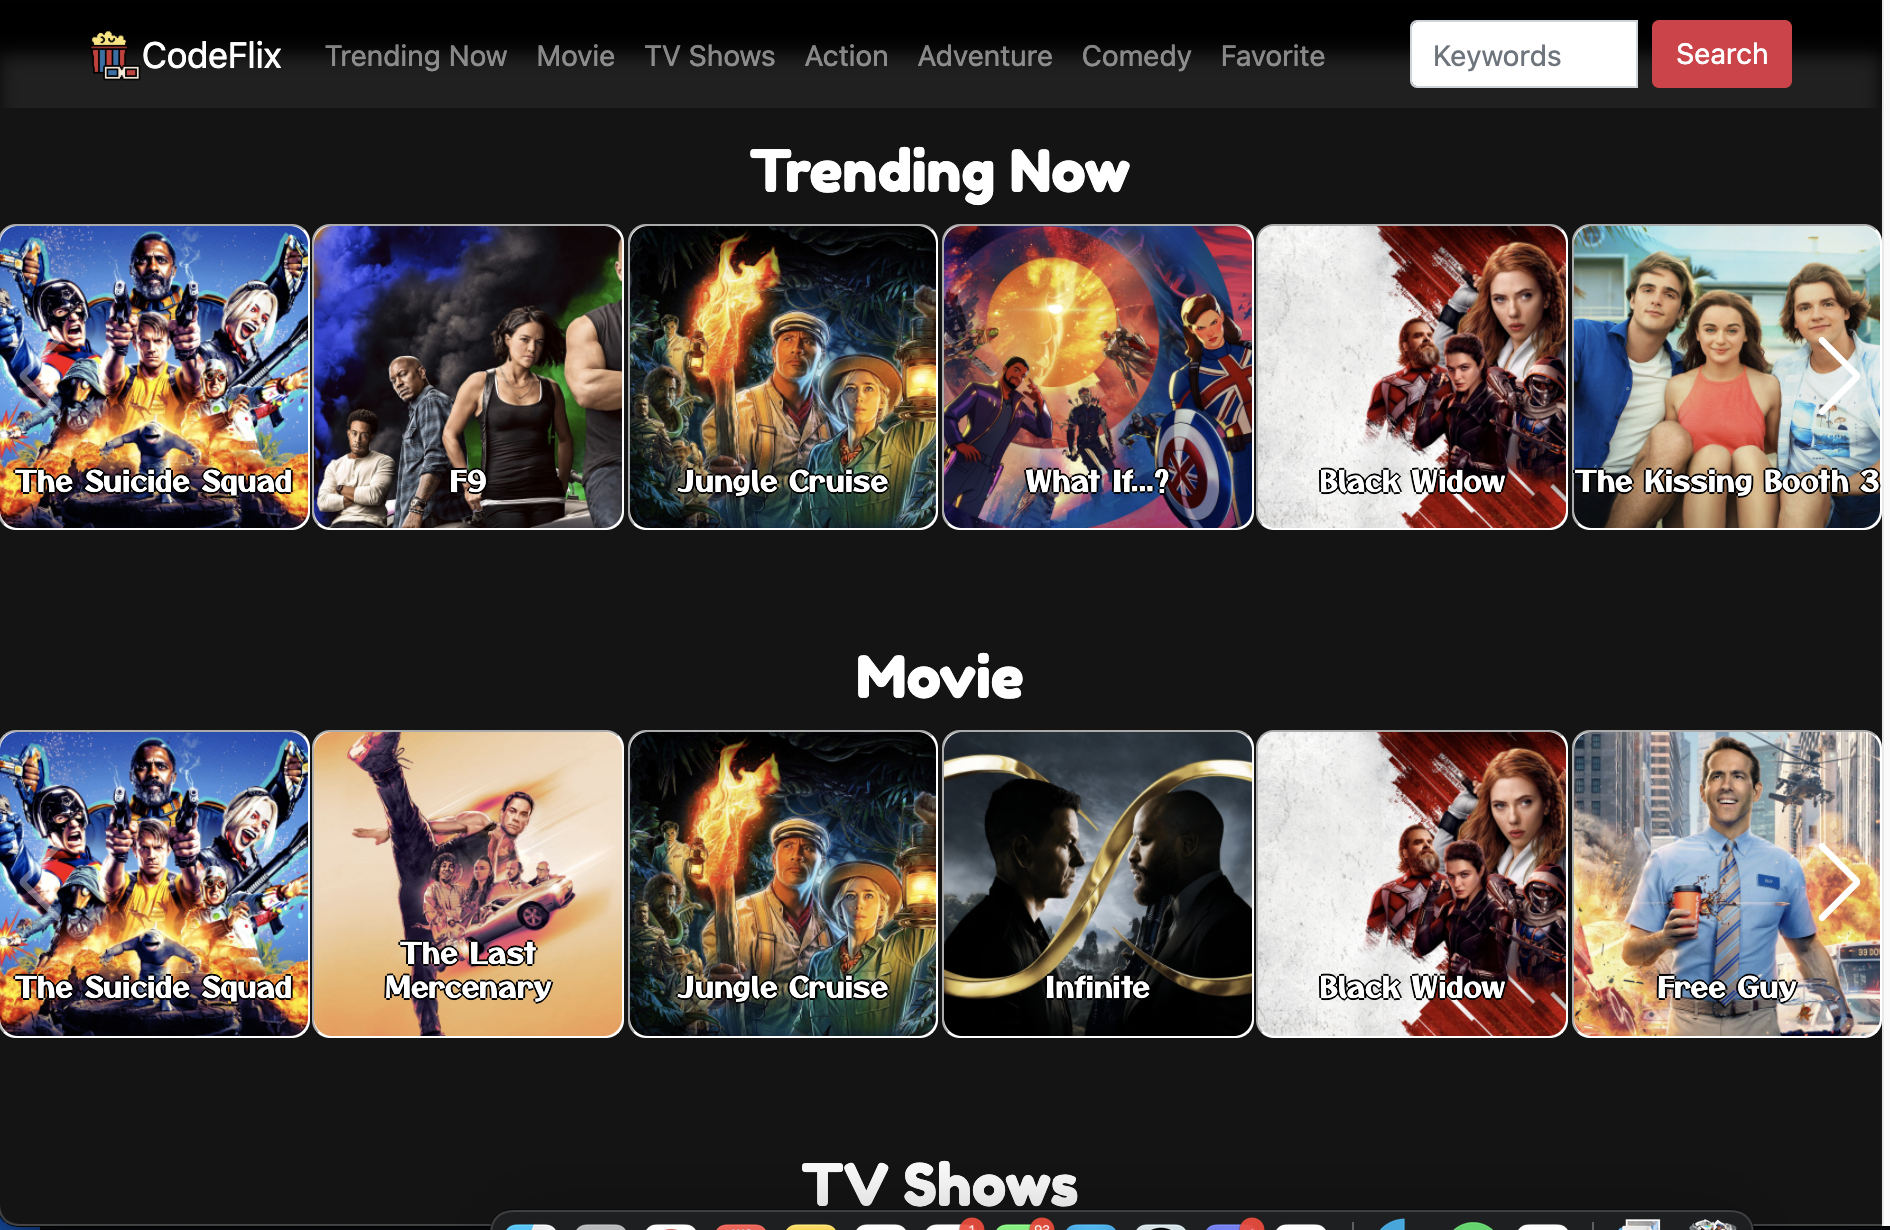 CodeFlix
Trending Now
Movie
TV Shows
Action
Adventure
Comedy
Favorite
Keywords
Search
Trending Now
The Suicide Squad
F9
Jungle Cruise
What If...?
Black Widow
The Kissing Booth 3
Movie
The Suicide Squad
The Last
Mercenary
Jungle Cruise
Infinite
Black Widow
Free Guy
TV Shows